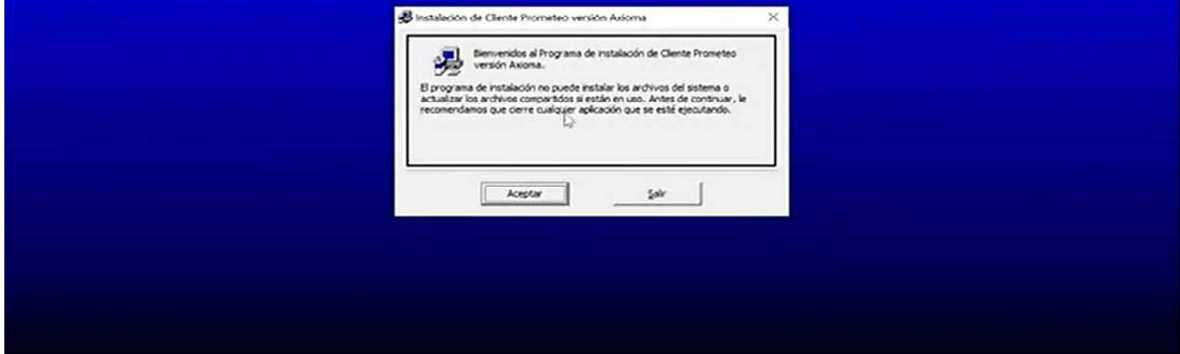 Instalación de Cliente Prometeo versión Axioma
Bienvenidos al Programa de instalación de Cliente Prometeo
versión Axioma.
El programa de instalación no puede instalar los archivos del sistema o
actualizar los archivos compartidos si están en uso. Antes de continuar, le
recomendamos que cierre cualquier aplicación que se esté ejecutando.
Aceptar Salir